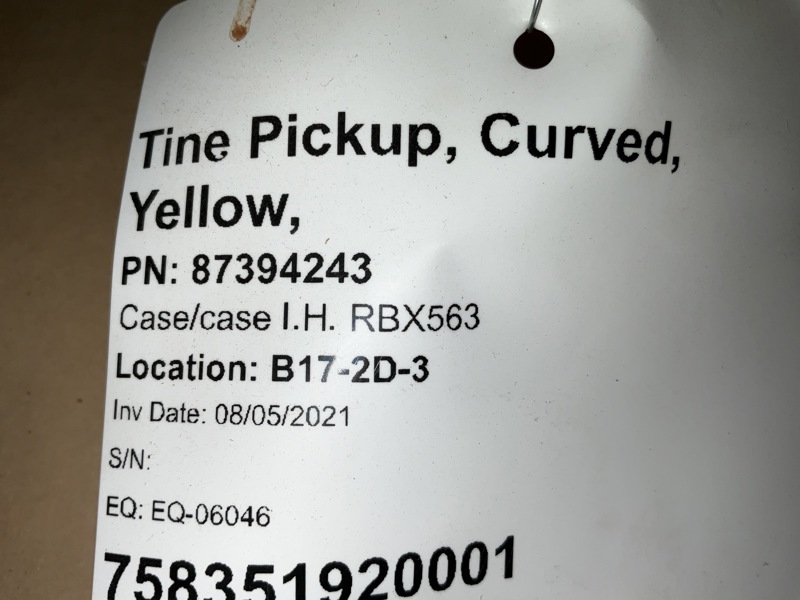 Tine Pickup, Curved,
Yellow,
PN: 87394243
Case/case I.H. RBX563
Location: B17-2D-3
Inv Date: 08/05/2021
S/N:
EQ: EQ-06046
758351920001